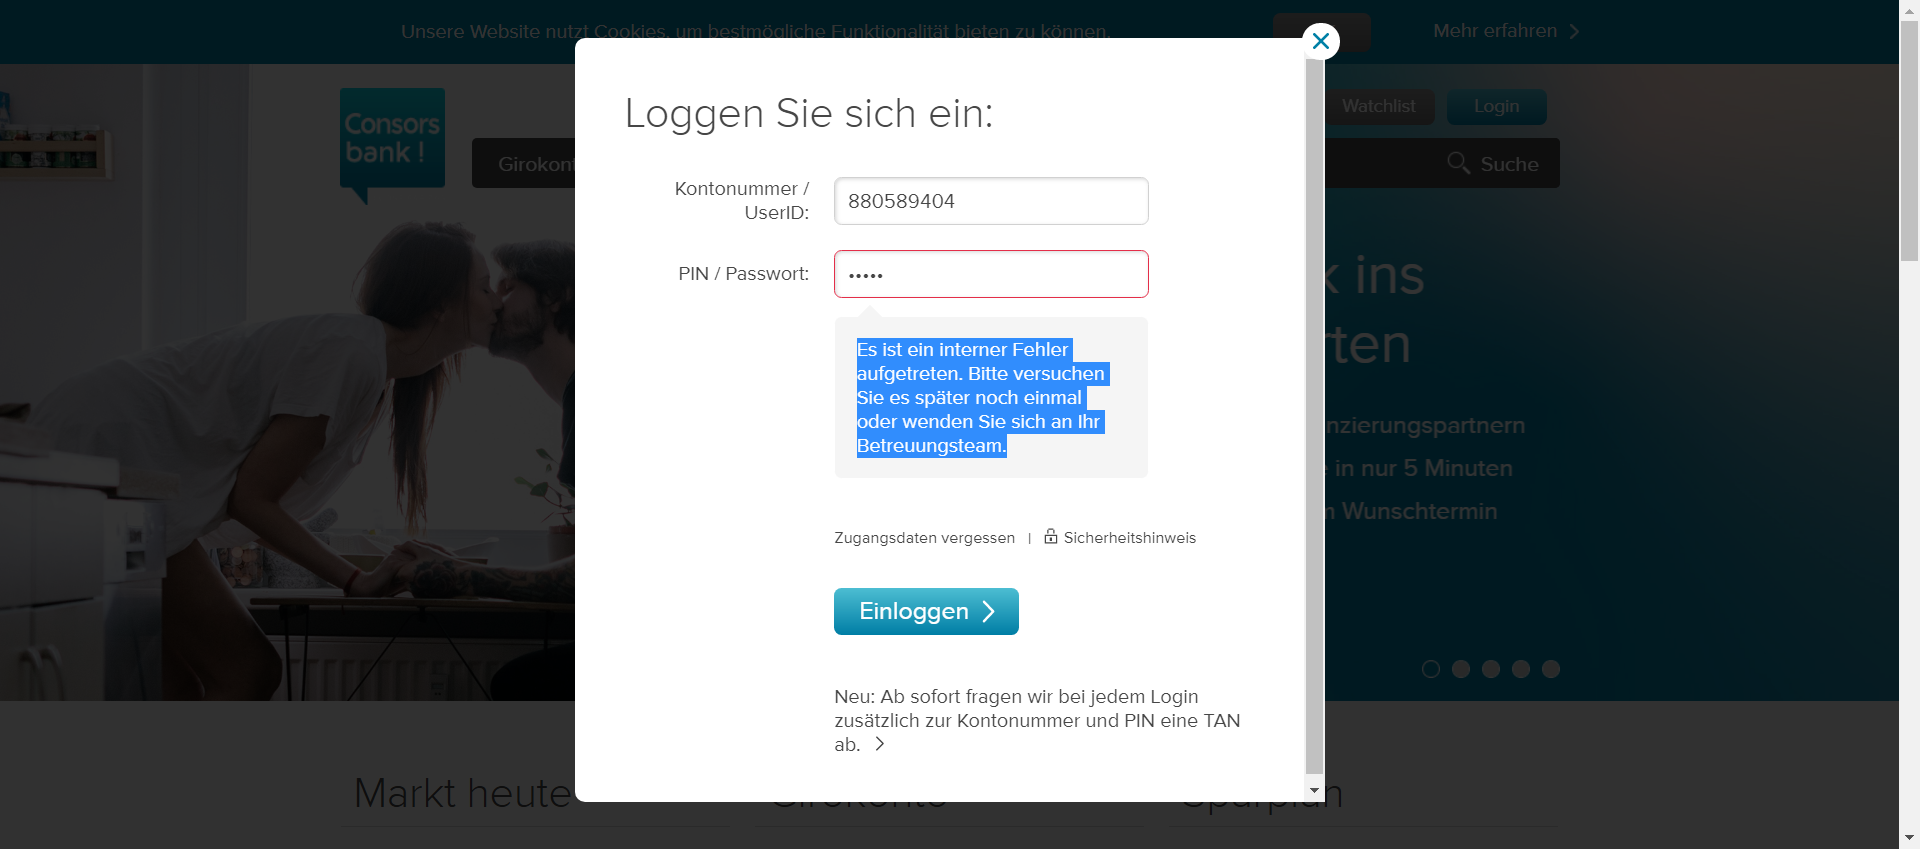 Unsere Website nutzt Cookies, um bestmögliche Funktionalität bieten zu können.
Mehr erfahren
Consors
bank!
Girokont
Watchlist
Login
Suche
Loggen Sie sich ein:
Kontonummer /
UserID:
880589404
PIN / Passwort:
•••••
Es ist ein interner Fehler
aufgetreten. Bitte versuchen
Sie es später noch einmal
oder wenden Sie sich an Ihr
Betreuungsteam.
Zugangsdaten vergessen | Sicherheitshinweis
Einloggen
Neu: Ab sofort fragen wir bei jedem Login
zusätzlich zur Kontonummer und PIN eine TAN
ab.
k ins
rten
nzierungspartnern
e in nur 5 Minuten
m Wunschtermin
Markt heute
Girokonto
Sparplan